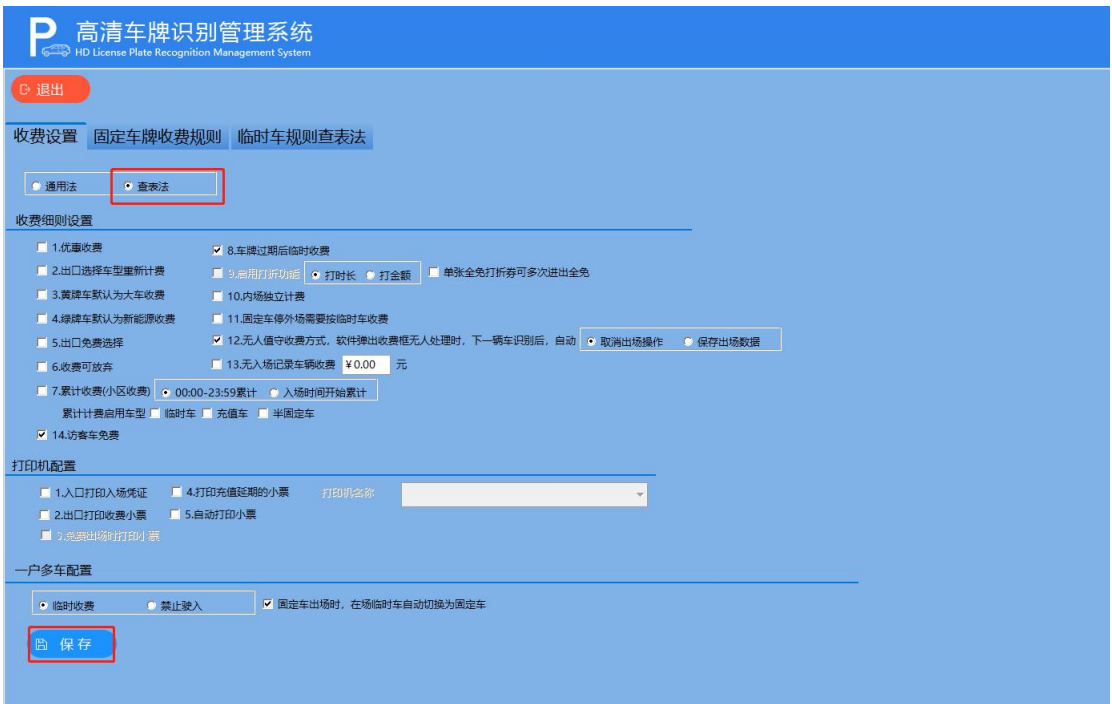 P 高清车牌识别管理系统
HD License Plate Recognition Management System
退出
收费设置 固定车牌收费规则 临时车规则查表法
通用法 查表法
收费细则设置
1.优惠收费 8.车牌过期后临时收费
2.出口选择车型重新计费 9.启用打折功能 打时长 打金额 单张全免打折券可多次进出全免
3.黄牌车默认为大车收费 10.内场独立计费
4.绿牌车默认为新能源收费 11.固定车停外场需要按临时车收费
5.出口免费选择 12.无人值守收费方式，软件弹出收费框无人处理时，下一辆车识别后，自动 取消出场操作 保存出场数据
6.收费可放弃 13.无入场记录车辆收费 ¥0.00 元
7.累计收费(小区收费) 00:00-23:59累计 入场时间开始累计
累计计费启用车型 临时车 充值车 半固定车
14.访客车免费
打印机配置
1.入口打印入场凭证 4.打印充值延期的小票 打印机名称
2.出口打印收费小票 5.自动打印小票
3.免费出场时打印小票
一户多车配置
临时收费 禁止驶入 固定车出场时，在场临时车自动切换为固定车
保存